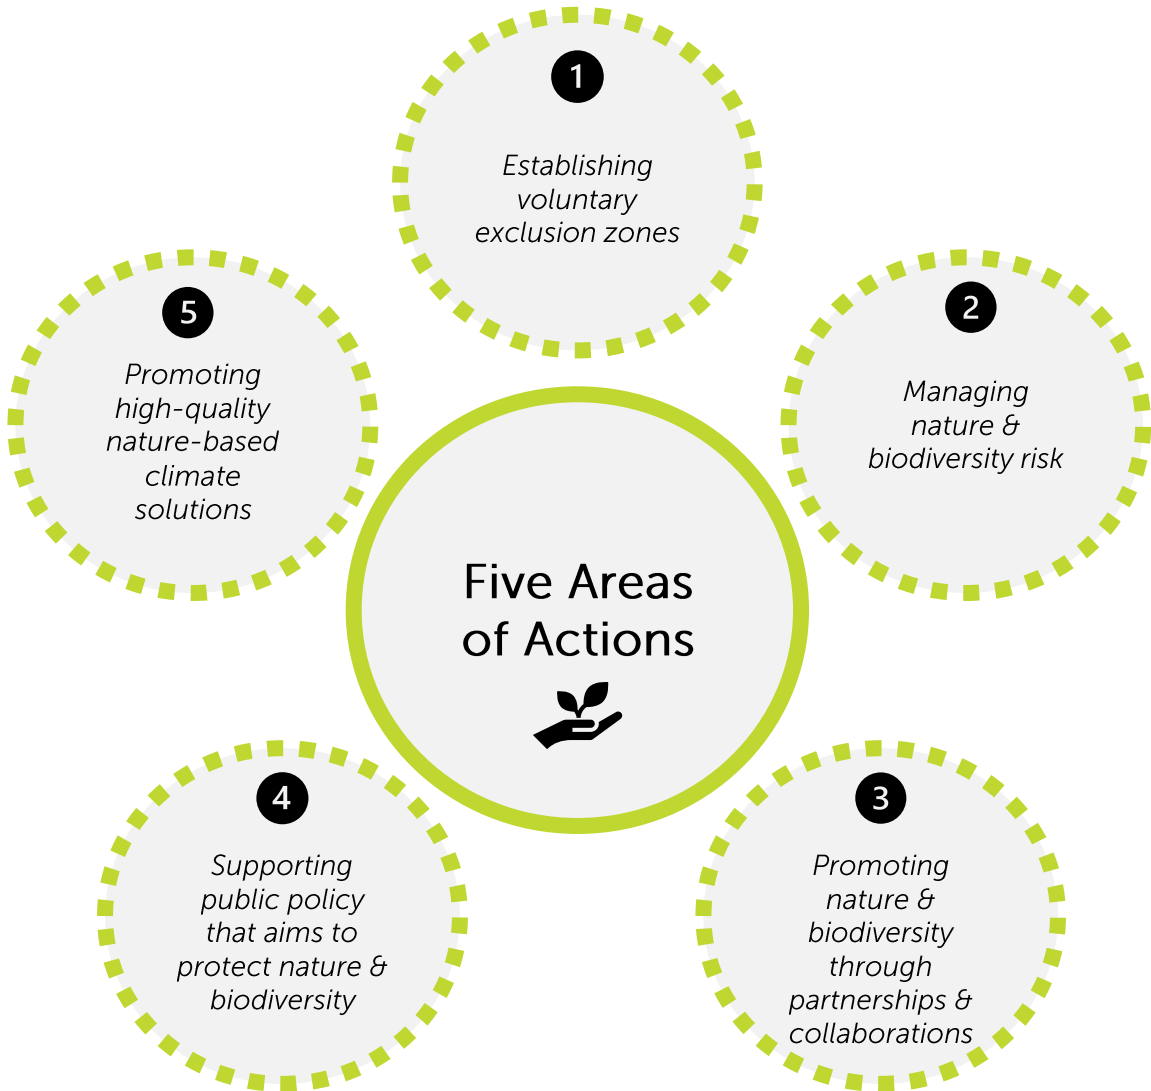 1
Establishing
voluntary
exclusion zones
2
Managing
nature &
biodiversity risk
3
Promoting
nature &
biodiversity
through
partnerships &
collaborations
4
Supporting
public policy
that aims to
protect nature &
biodiversity
5
Promoting
high-quality
nature-based
climate
solutions
Five Areas
of Actions